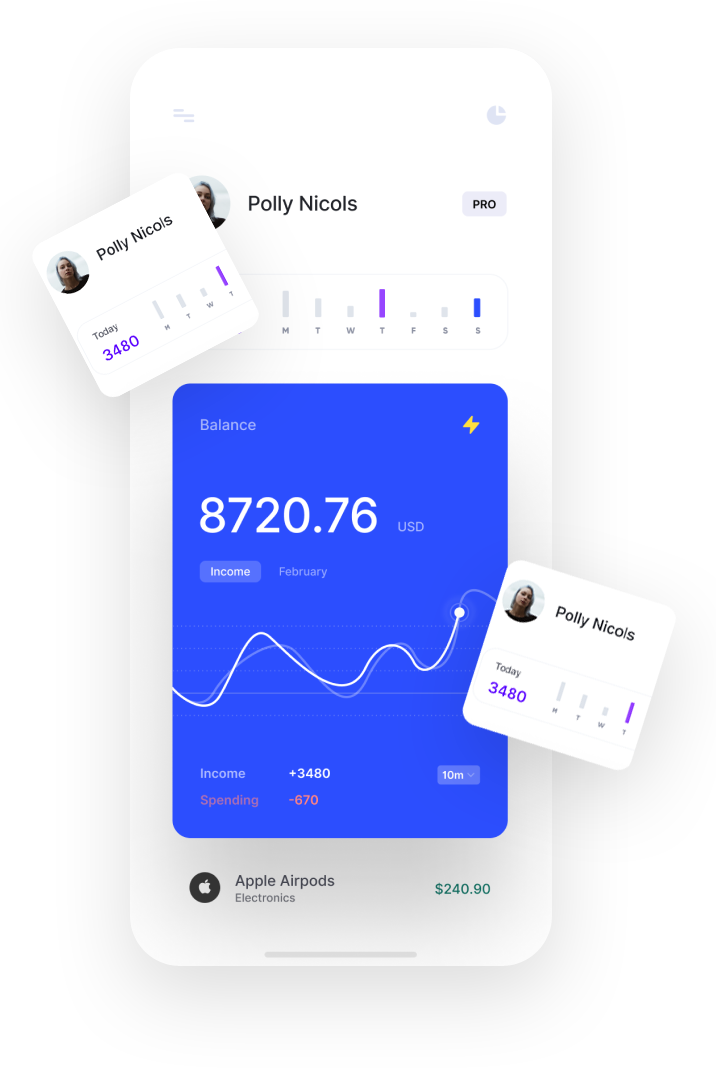 Polly Nicols
PRO
Polly Nicols
Today
3480
M T W T
M T W T F S S
Balance
8720.76 USD
Income February
Polly Nicols
Today
3480
M T W T
Income +3480 10m
Spending -670
Apple Airpods
Electronics
$240.90